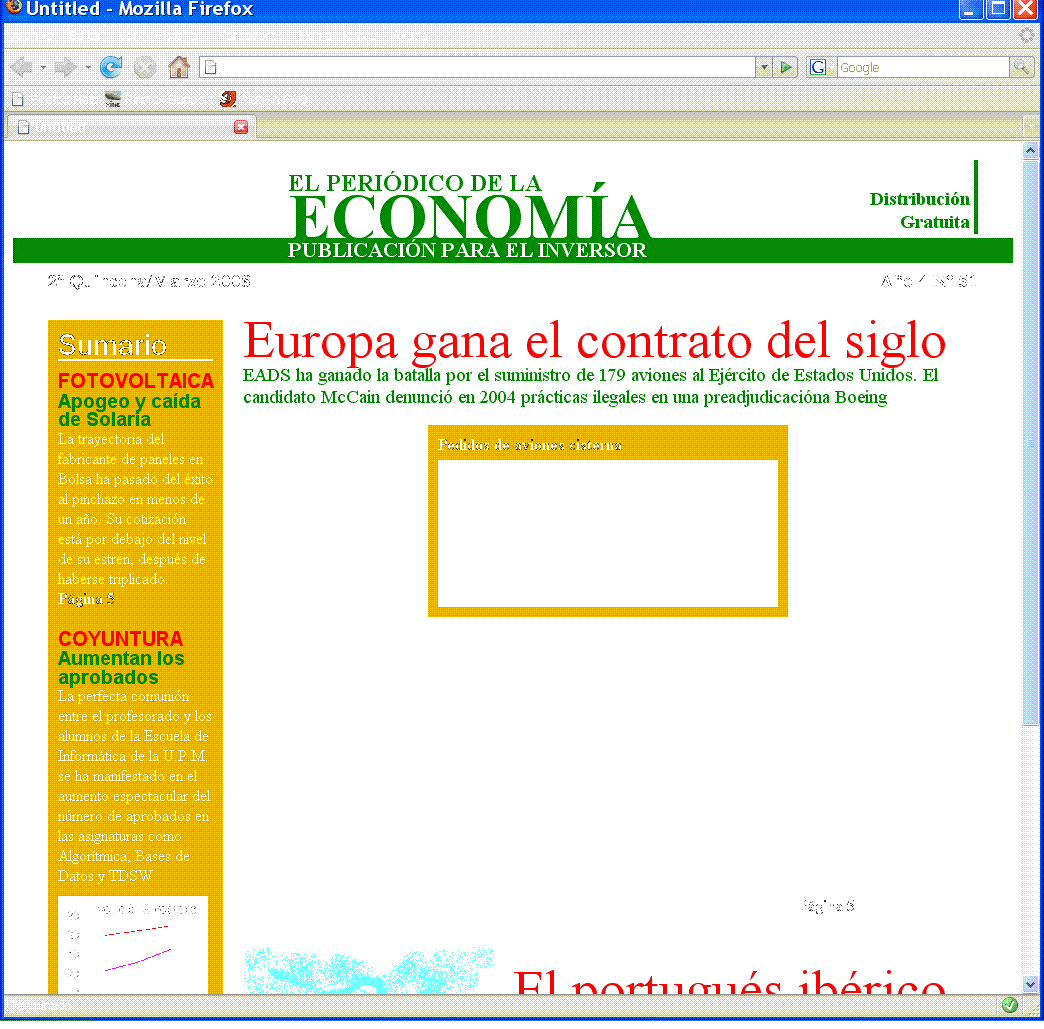 Untitled - Mozilla Firefox
Google
Untitled
EL PERIÓDICO DE LA
ECONOMÍA
PUBLICACIÓN PARA EL INVERSOR
Distribución
Gratuita
2ª Quincena/Marzo 2008
Año 4 Nº 51
Sumario
FOTOVOLTAICA
Apogeo y caída
de Solaria
La trayectoria del
fabricante de paneles en
Bolsa ha pasado del éxito
al pinchazo en menos de
un año. Su cotización
está por debajo del nivel
de su estren, después de
haberse triplicado.
Página 5
COYUNTURA
Aumentan los
aprobados
La perfecta comunión
entre el profesorado y los
alumnos de la Escuela de
Informática de la U.P.M.
se ha manifestado en el
aumento espectacular del
número de aprobados en
las asignaturas como
Algorítmica, Bases de
Datos y TDSW
Europa gana el contrato del siglo
EADS ha ganado la batalla por el suministro de 179 aviones al Ejército de Estados Unidos. El
candidato McCain denunció en 2004 prácticas ilegales en una preadjudicacióna Boeing
Pedidos de aviones cisterna
Página 6
El portugués ibérico